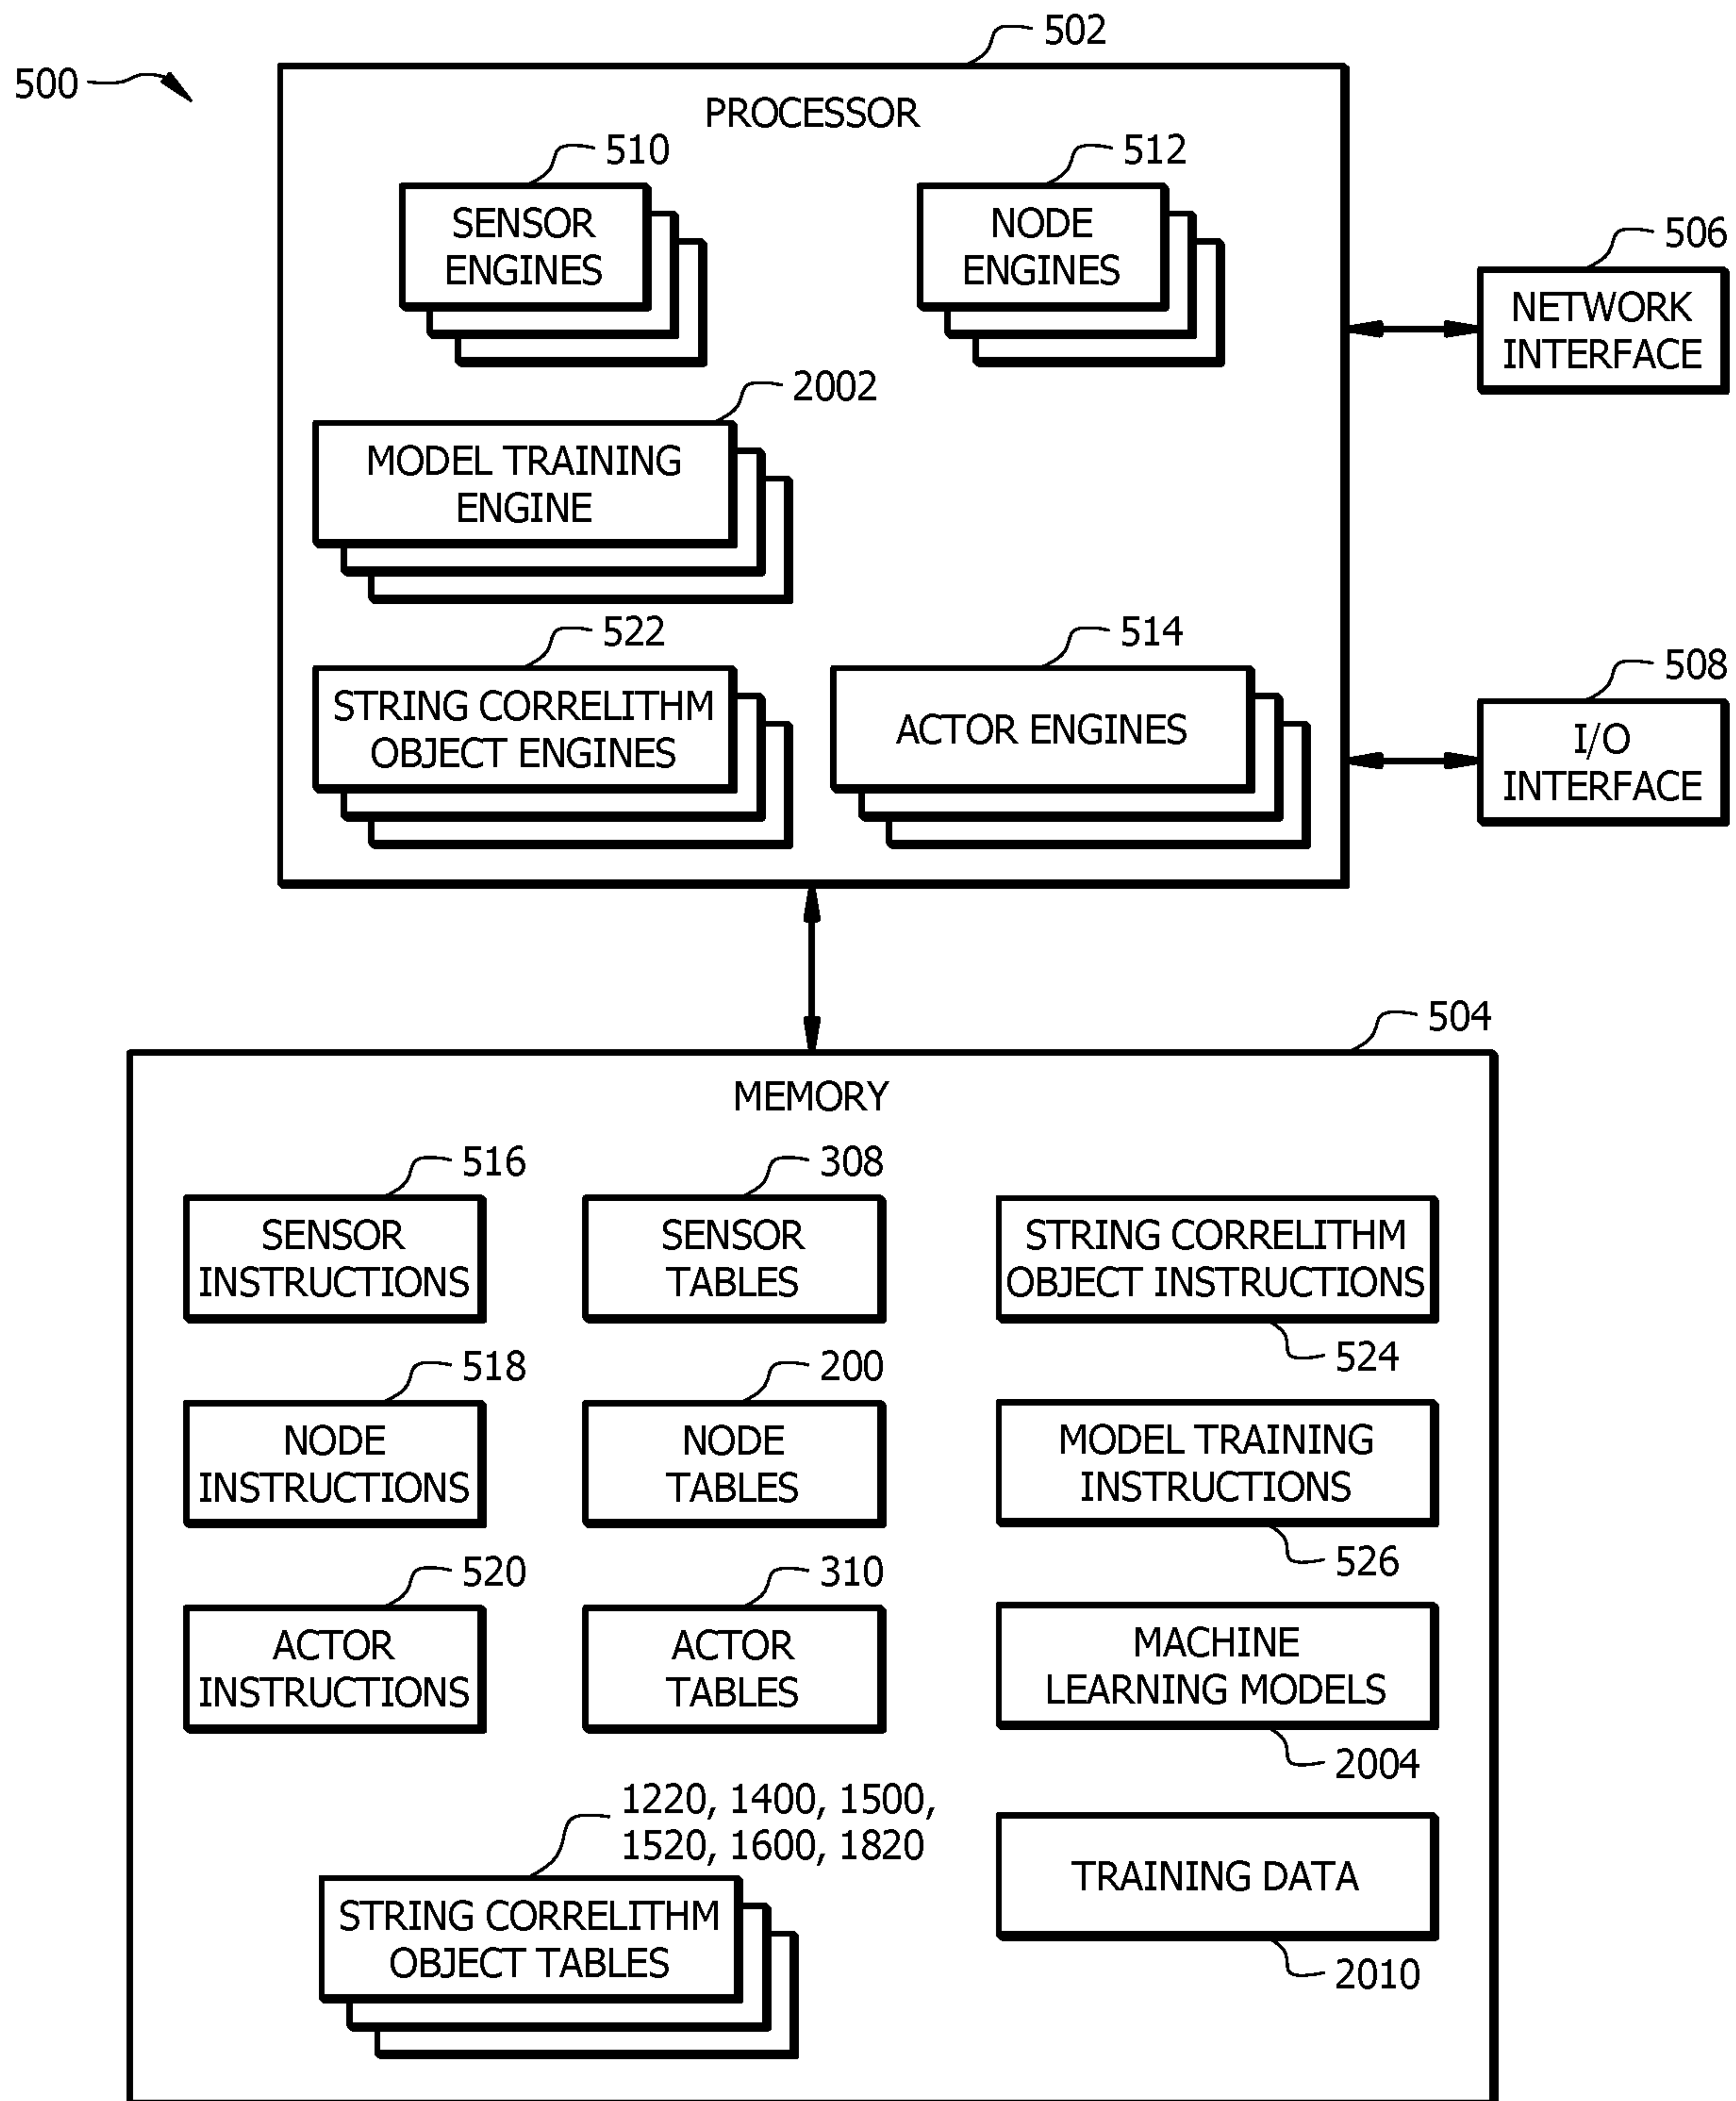 502
500
PROCESSOR
510
512
SENSOR
ENGINES
NODE
ENGINES
506
NETWORK
INTERFACE
2002
MODEL TRAINING
ENGINE
522
514
STRING CORRELITHM
OBJECT ENGINES
ACTOR ENGINES
508
I/O
INTERFACE
504
MEMORY
516
308
SENSOR
INSTRUCTIONS
SENSOR
TABLES
STRING CORRELITHM
OBJECT INSTRUCTIONS
524
518
200
NODE
INSTRUCTIONS
NODE
TABLES
MODEL TRAINING
INSTRUCTIONS
526
520
310
ACTOR
INSTRUCTIONS
ACTOR
TABLES
MACHINE
LEARNING MODELS
2004
1220, 1400, 1500,
1520, 1600, 1820
STRING CORRELITHM
OBJECT TABLES
TRAINING DATA
2010